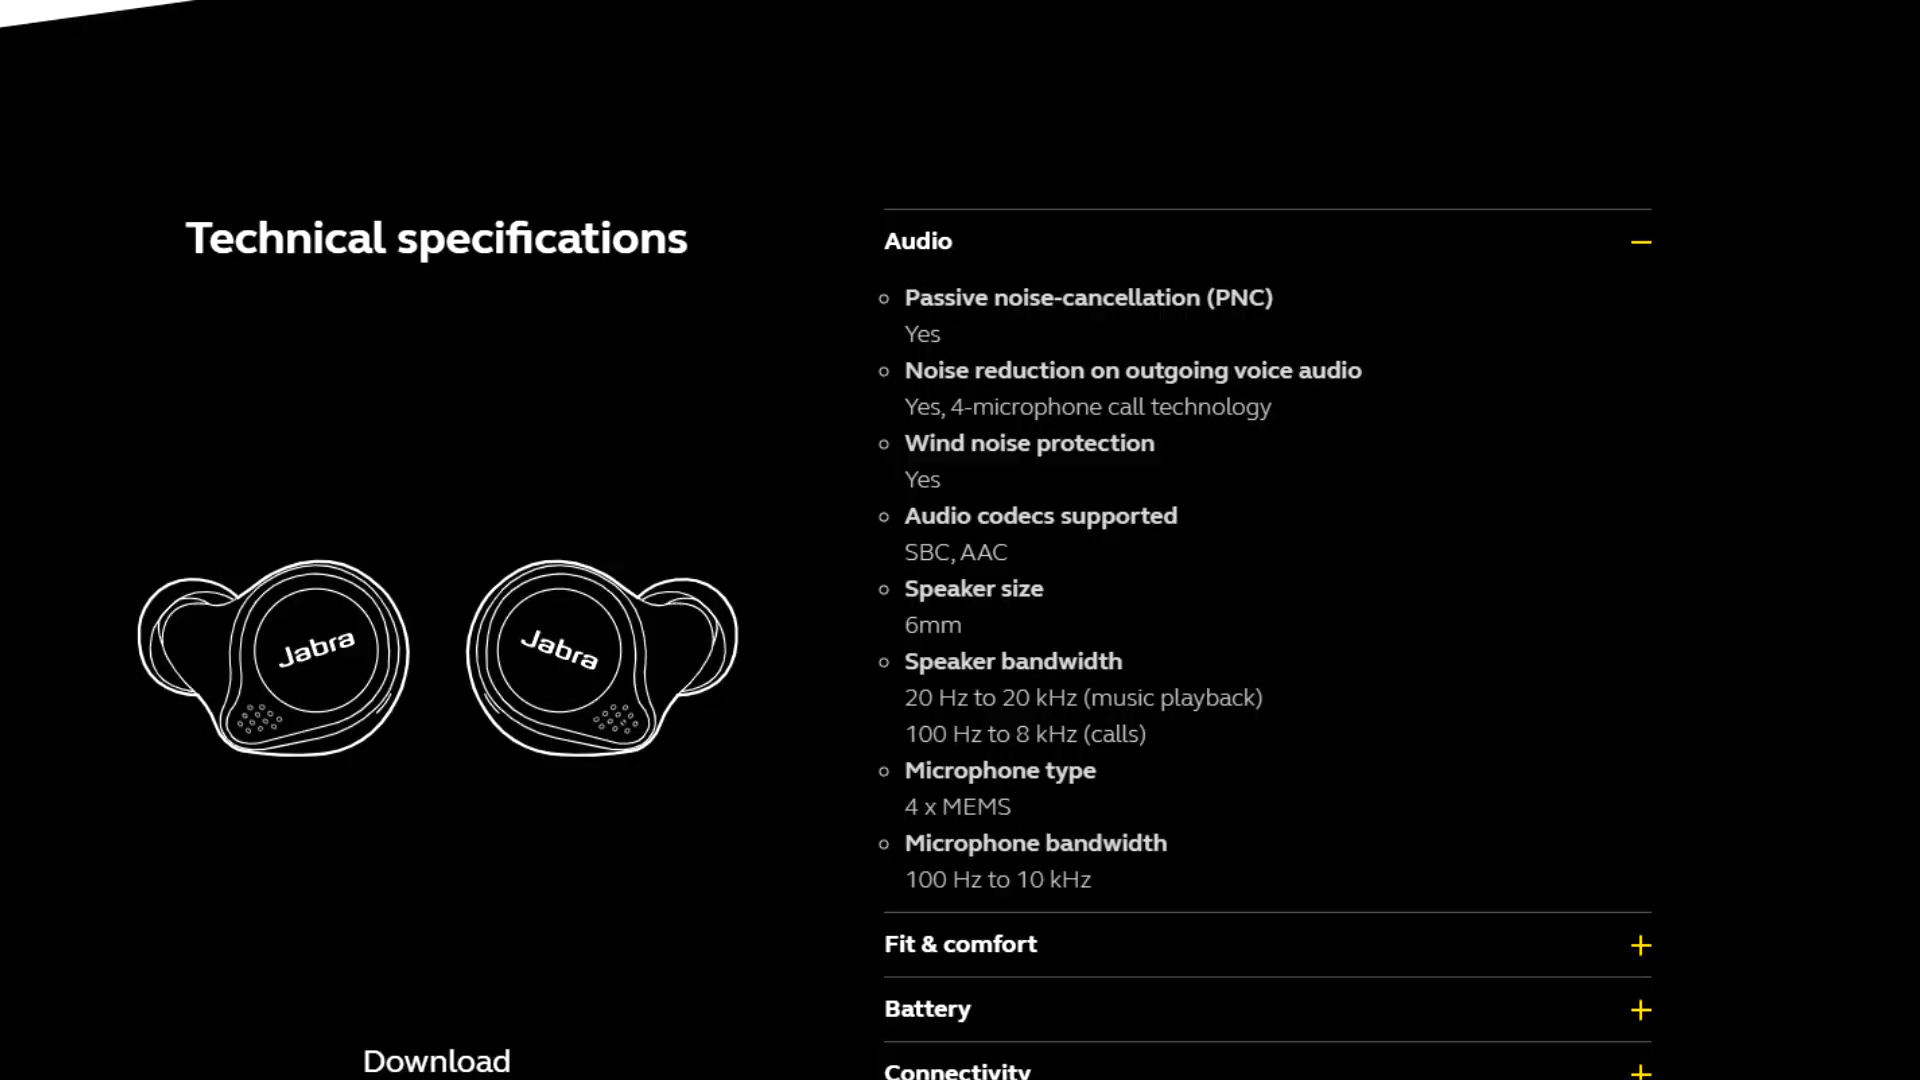 Technical specifications
Jabra
Jabra
Download
Audio
Passive noise-cancellation (PNC)
Yes
Noise reduction on outgoing voice audio
Yes, 4-microphone call technology
Wind noise protection
Yes
Audio codecs supported
SBC, AAC
Speaker size
6mm
Speaker bandwidth
20 Hz to 20 kHz (music playback)
100 Hz to 8 kHz (calls)
Microphone type
4 x MEMS
Microphone bandwidth
100 Hz to 10 kHz
Fit & comfort
Battery
Connectivity